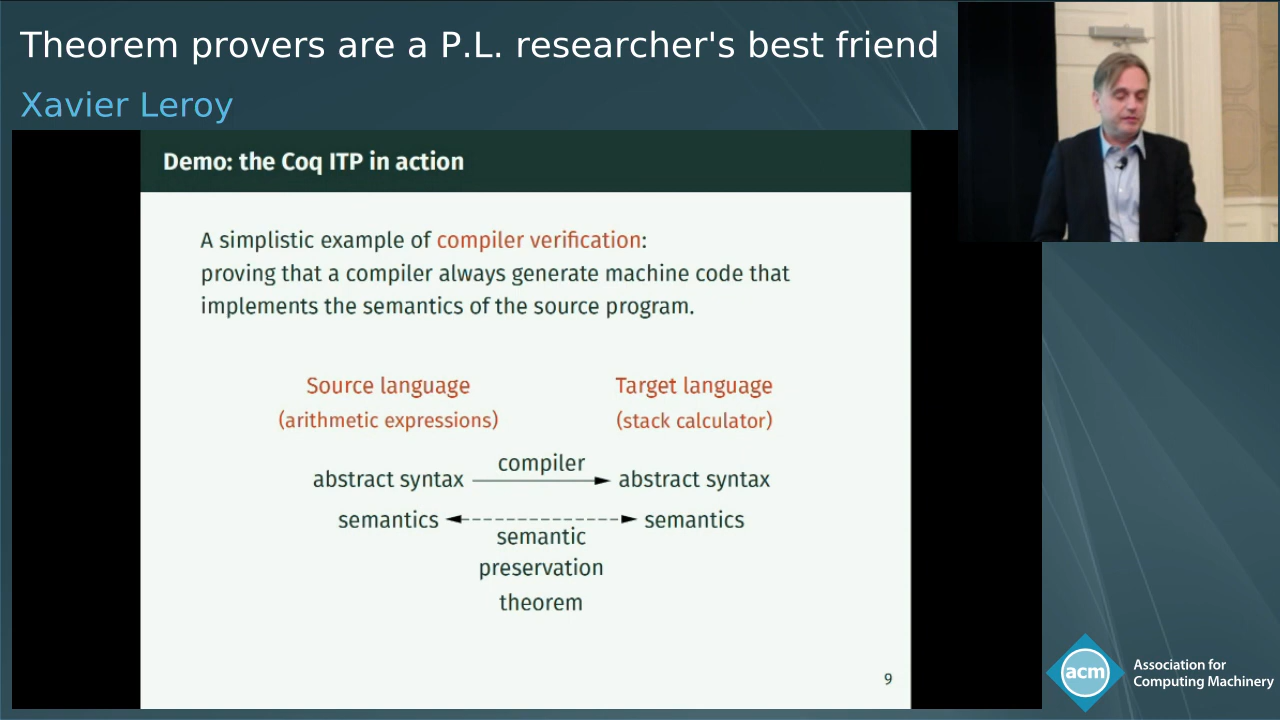 Theorem provers are a P.L. researcher's best friend
Xavier Leroy
Demo: the Coq ITP in action
A simplistic example of compiler verification:
proving that a compiler always generate machine code that
implements the semantics of the source program.
Source language
(arithmetic expressions)
Target language
(stack calculator)
compiler
abstract syntax
abstract syntax
semantics
semantics
semantic
preservation
theorem
9
acm
Association for
Computing Machinery